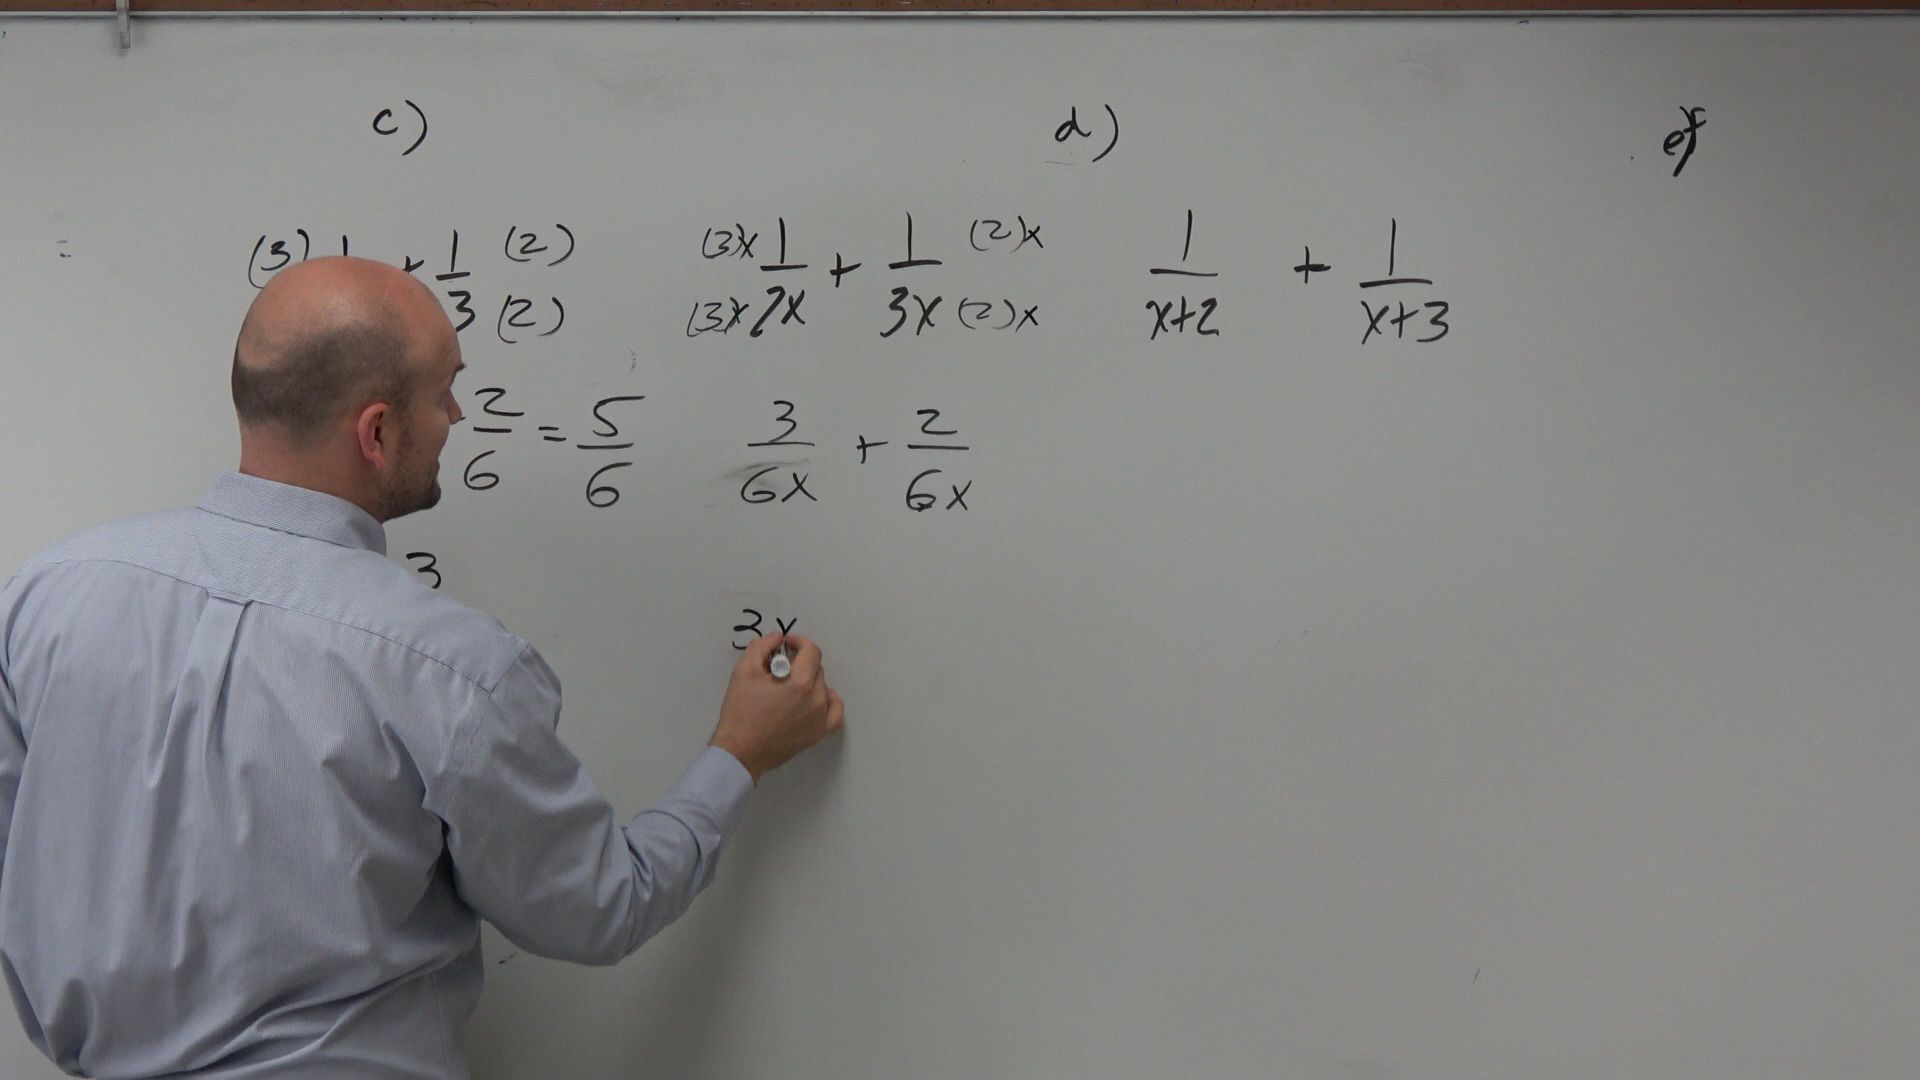 c) d) e)
(3) 1 + 1/3 (2)/(2) (3)x/(3)x 1/2x + 1/3x (2)x/(2)x 1/x+2 + 1/x+3
2/6 = 5/6 3/6x + 2/6x
3
3x